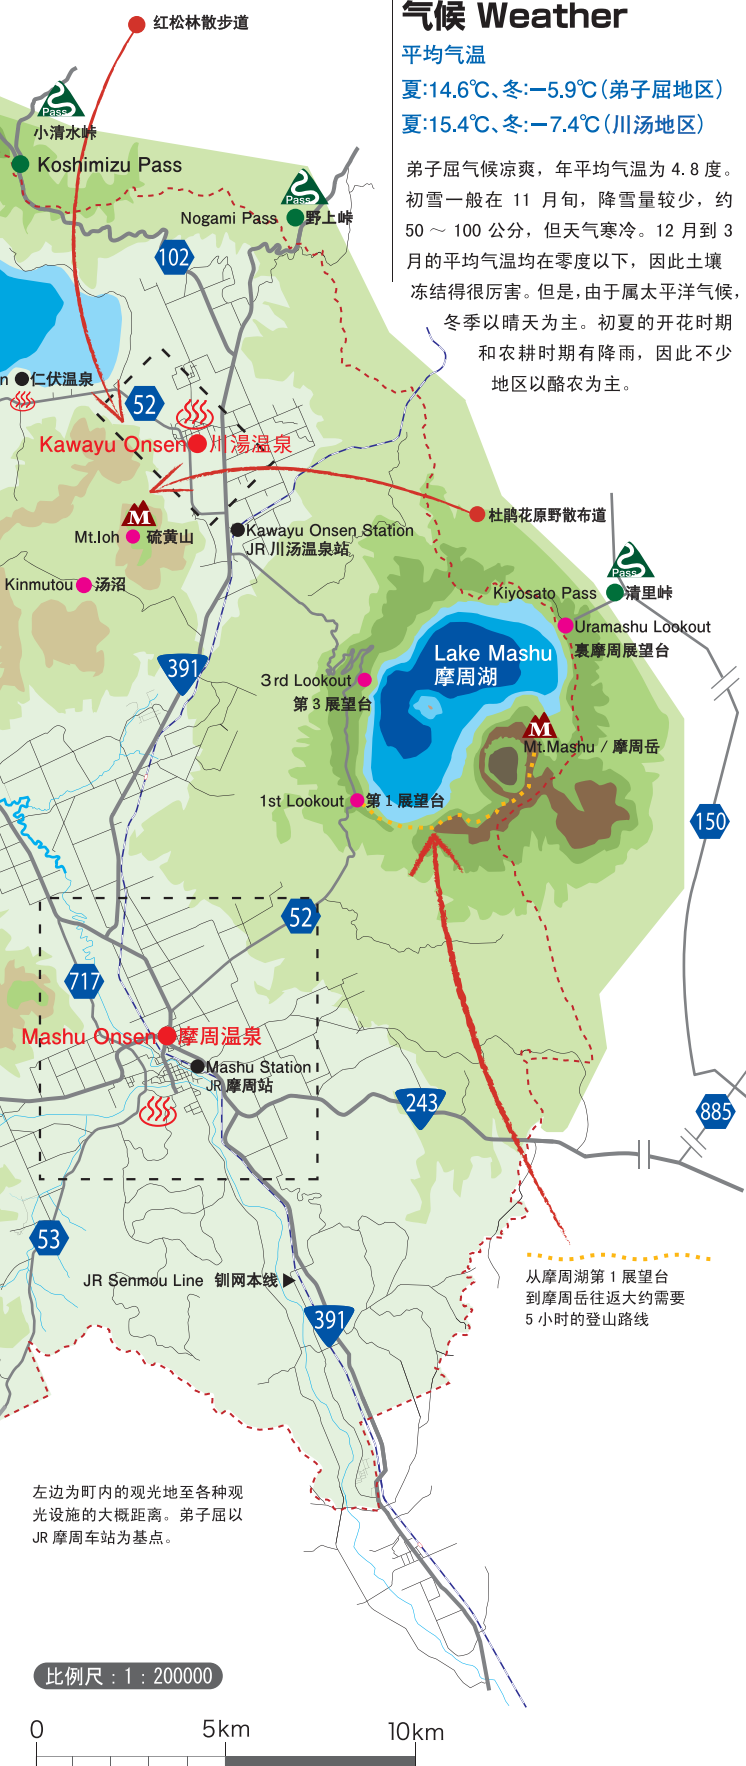 气候 Weather
平均气温
夏:14.6℃、冬:−5.9℃(弟子屈地区)
夏:15.4℃、冬:−7.4℃(川汤地区)
弟子屈气候凉爽，年平均气温为 4.8 度。
初雪一般在 11 月旬，降雪量较少，约
50 ～ 100 公分，但天气寒冷。12 月到 3
月的平均气温均在零度以下，因此土壤
冻结得很厉害。但是，由于属太平洋气候，
冬季以晴天为主。初夏的开花时期
和农耕时期有降雨，因此不少
地区以酪农为主。
红松林散步道
Pass
小清水峠
Koshimizu Pass
Pass
Nogami Pass 野上峠
102
n 仁伏温泉
52
Kawayu Onsen 川湯温泉
杜鹃花原野散布道
M
Mt.Ioh 硫黄山
Kawayu Onsen Station
JR 川汤温泉站
Kinmutou 汤沼
Pass
Kiyosato Pass 清里峠
Uramashu Lookout
裏摩周展望台
Lake Mashu
摩周湖
391
3rd Lookout
第 3 展望台
M
Mt.Mashu / 摩周岳
1st Lookout 第 1 展望台
150
52
717
Mashu Onsen 摩周温泉
Mashu Station
JR 摩周站
243
885
53
JR Senmou Line 钏网本线
391
从摩周湖第 1 展望台
到摩周岳往返大约需要
5 小时的登山路线
左边为町内的观光地至各种观
光设施的大概距离。弟子屈以
JR 摩周车站为基点。
比例尺：1：200000
0 5km 10km